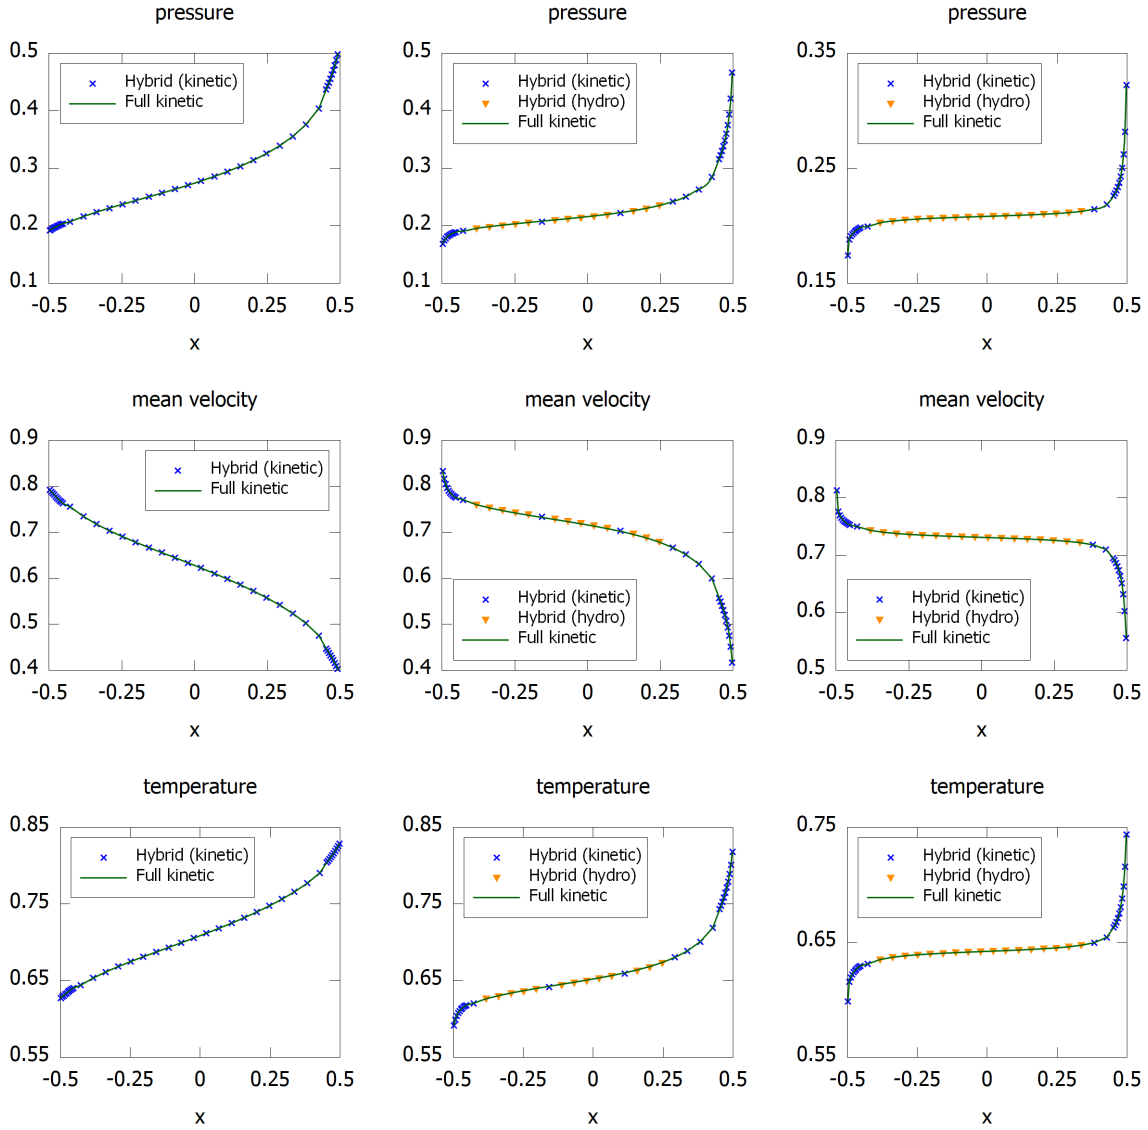 pressure
0.5
0.4
0.3
0.2
0.1
Hybrid (kinetic)
Full kinetic
-0.5 -0.25 0 0.25 0.5
x
pressure
0.5
0.4
0.3
0.2
0.1
Hybrid (kinetic)
Hybrid (hydro)
Full kinetic
-0.5 -0.25 0 0.25 0.5
x
pressure
0.35
0.25
0.15
Hybrid (kinetic)
Hybrid (hydro)
Full kinetic
-0.5 -0.25 0 0.25 0.5
x
mean velocity
0.9
0.8
0.7
0.6
0.5
0.4
Hybrid (kinetic)
Full kinetic
-0.5 -0.25 0 0.25 0.5
x
mean velocity
0.9
0.8
0.7
0.6
0.5
0.4
Hybrid (kinetic)
Hybrid (hydro)
Full kinetic
-0.5 -0.25 0 0.25 0.5
x
mean velocity
0.9
0.8
0.7
0.6
0.5
Hybrid (kinetic)
Hybrid (hydro)
Full kinetic
-0.5 -0.25 0 0.25 0.5
x
temperature
0.85
0.75
0.65
0.55
Hybrid (kinetic)
Full kinetic
-0.5 -0.25 0 0.25 0.5
x
temperature
0.85
0.75
0.65
0.55
Hybrid (kinetic)
Hybrid (hydro)
Full kinetic
-0.5 -0.25 0 0.25 0.5
x
temperature
0.75
0.65
0.55
Hybrid (kinetic)
Hybrid (hydro)
Full kinetic
-0.5 -0.25 0 0.25 0.5
x